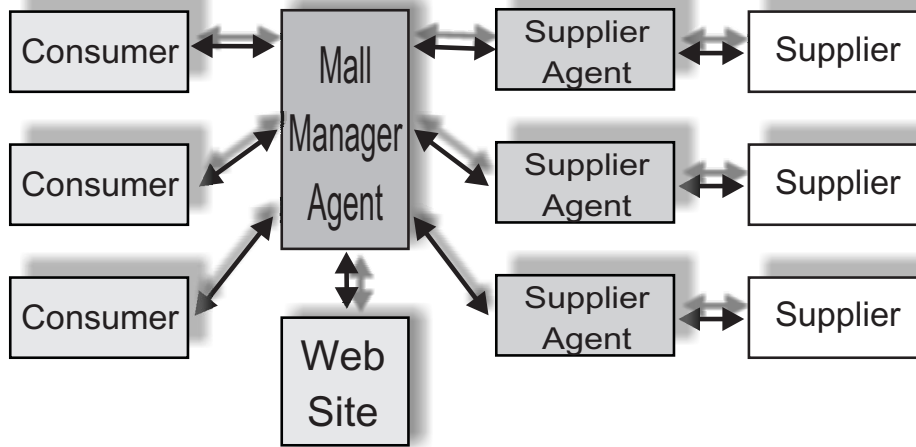 Consumer
Mall
Manager
Agent
Supplier
Agent
Supplier
Consumer
Supplier
Agent
Supplier
Consumer
Supplier
Agent
Supplier
Web
Site